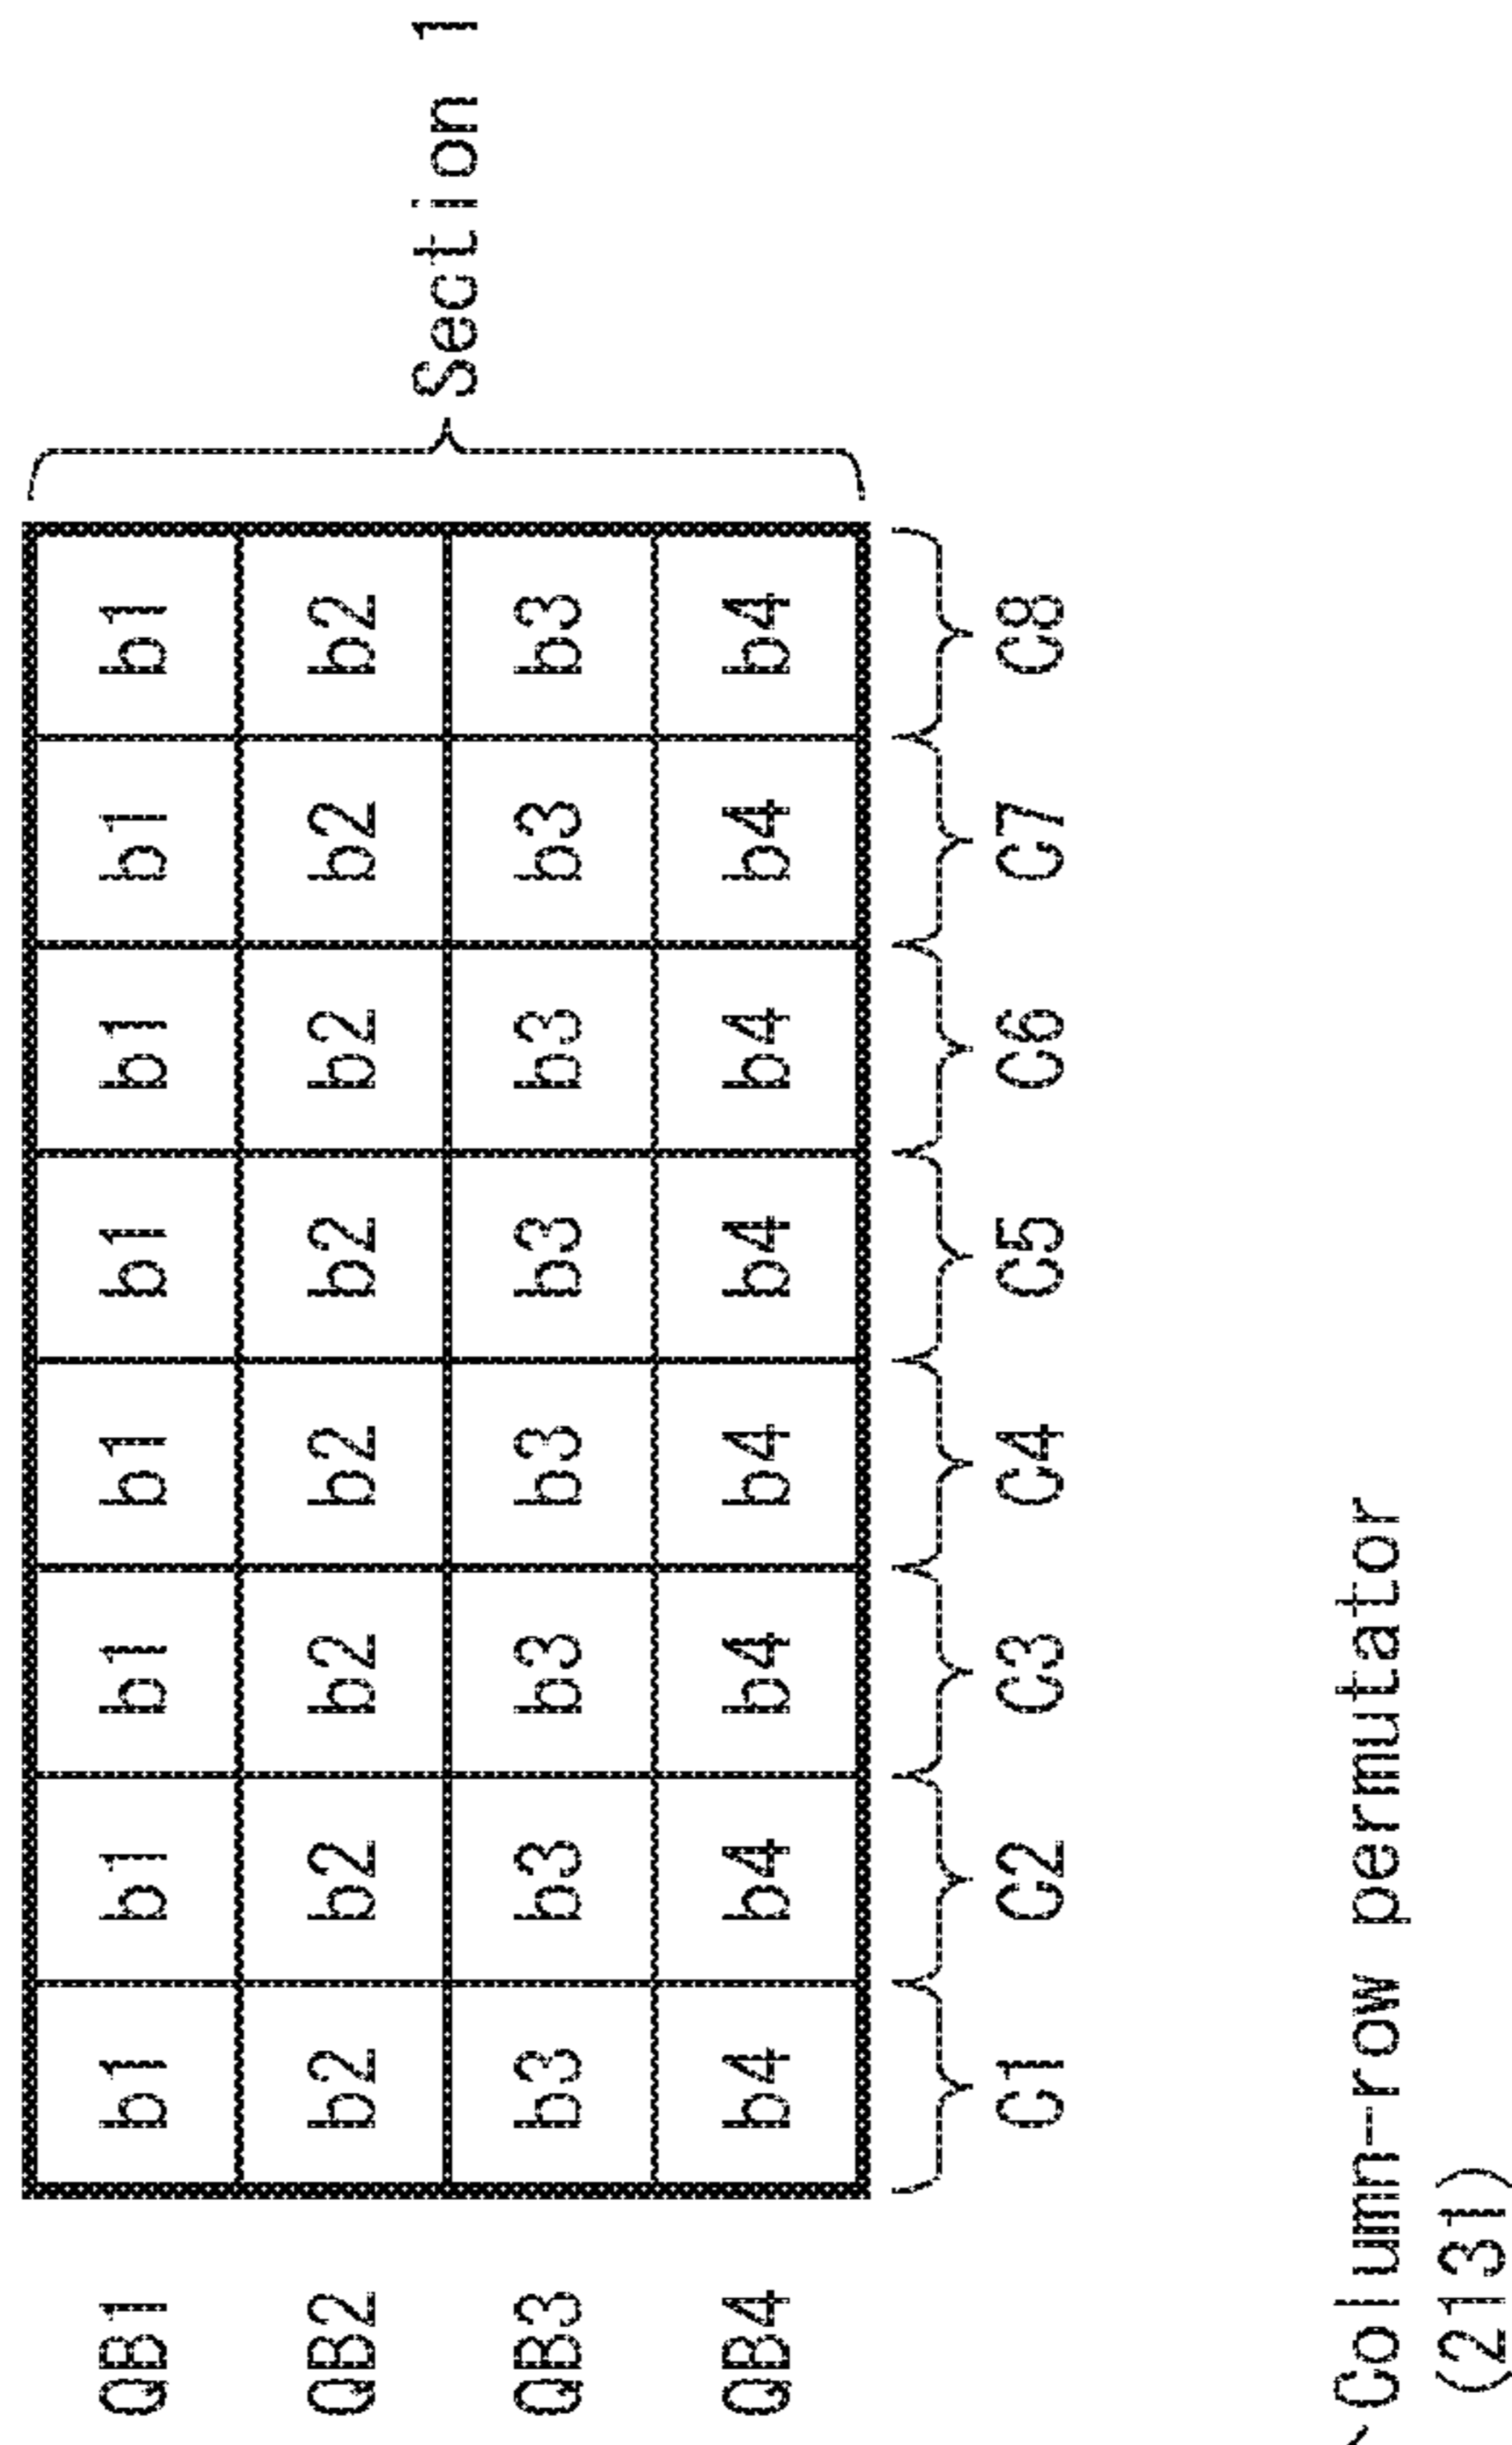 QB1 b1 b1 b1 b1 b1 b1 b1 b1
QB2 b2 b2 b2 b2 b2 b2 b2 b2
QB3 b3 b3 b3 b3 b3 b3 b3 b3
QB4 b4 b4 b4 b4 b4 b4 b4 b4
Section 1
C1 C2 C3 C4 C5 C6 C7 C8
Column-row permutator
(2131)